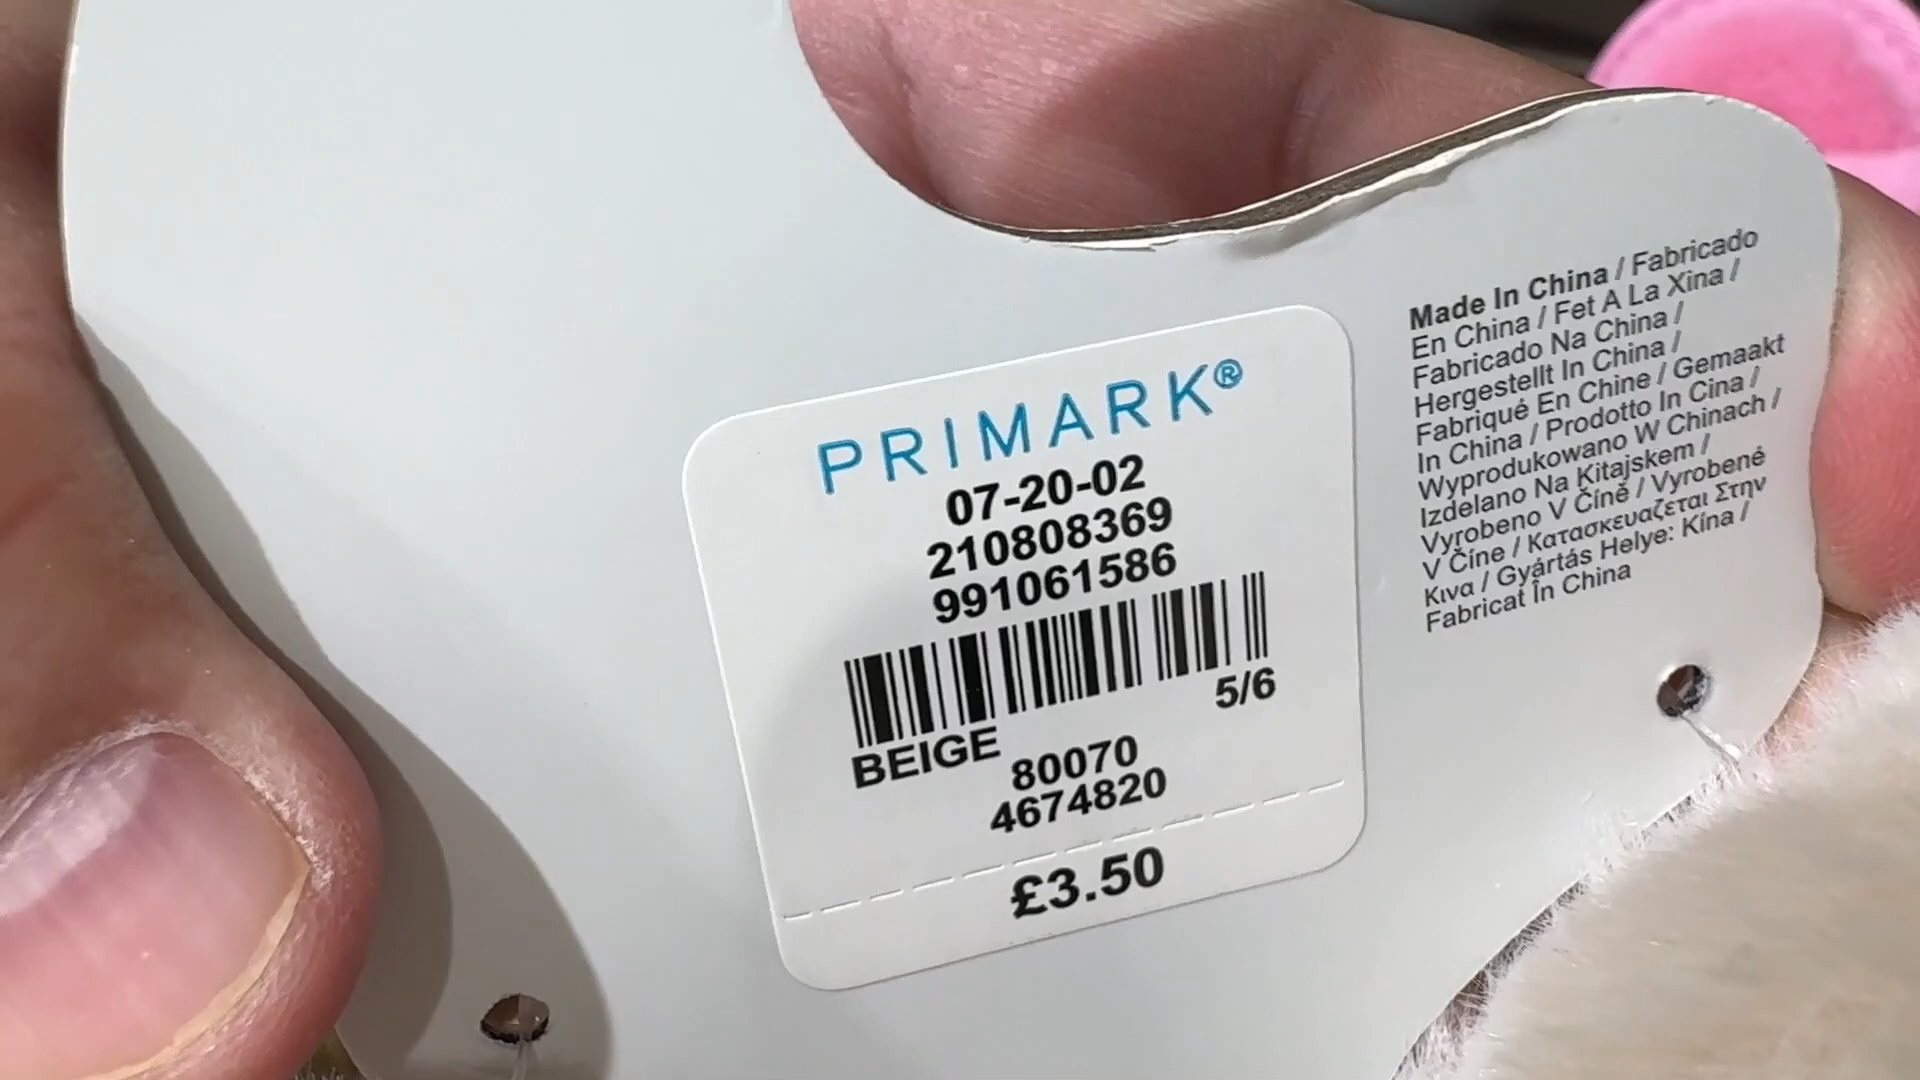 PRIMARK®
07-20-02
210808369
991061586
5/6
BEIGE
80070
4674820
£3.50
Made In China / Fabricado
En China / Fet A La Xina /
Fabricado Na China /
Hergestellt In China /
Fabriqué En Chine / Gemaakt
In China / Prodotto In Cina /
Wyprodukowano W Chinach /
Izdelano Na Kitajskem /
Vyrobeno V Číně / Vyrobené
V Číne / Κατασκευαζεται Στην
Κινα / Gyártás Helye: Kína /
Fabricat În China